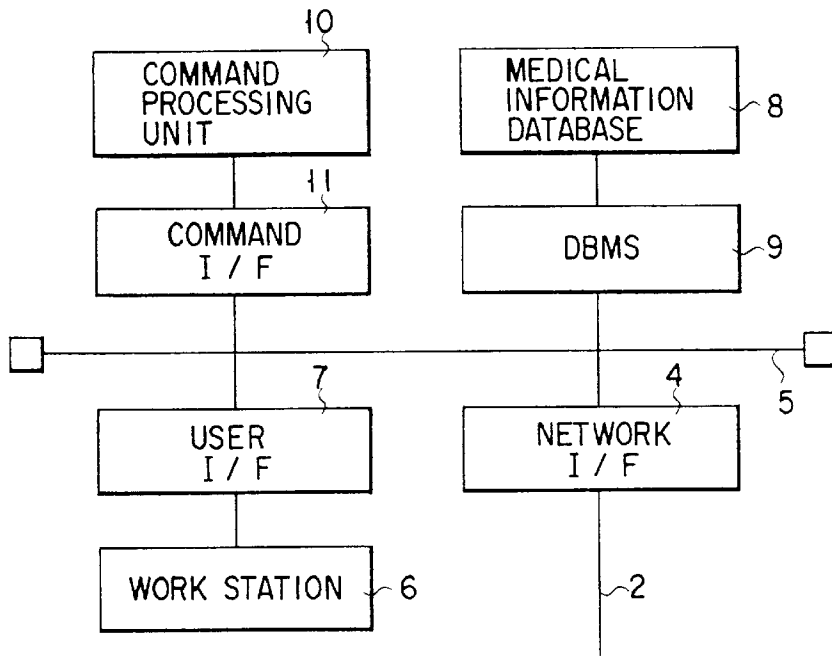 10
COMMAND
PROCESSING
UNIT
MEDICAL
INFORMATION
DATABASE
8
11
COMMAND
I / F
DBMS
9
5
7
USER
I / F
4
NETWORK
I / F
WORK STATION
6
2